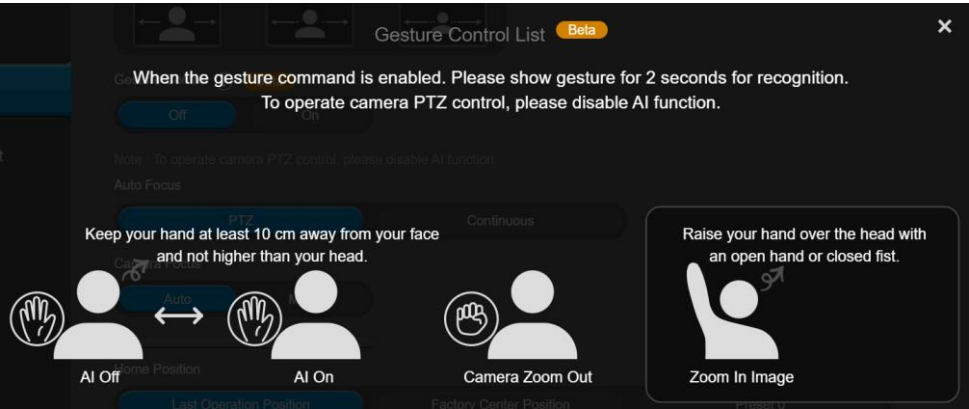 Gesture Control List Beta
When the gesture command is enabled. Please show gesture for 2 seconds for recognition.
To operate camera PTZ control, please disable AI function.
Off On
Note : To operate camera PTZ control, please disable AI function.
Auto Focus
PTZ Continuous
Keep your hand at least 10 cm away from your face
and not higher than your head.
Raise your hand over the head with
an open hand or closed fist.
Auto
AI Off
AI On
Camera Zoom Out
Zoom In Image
Home Position
Last Operation Position Factory Center Position